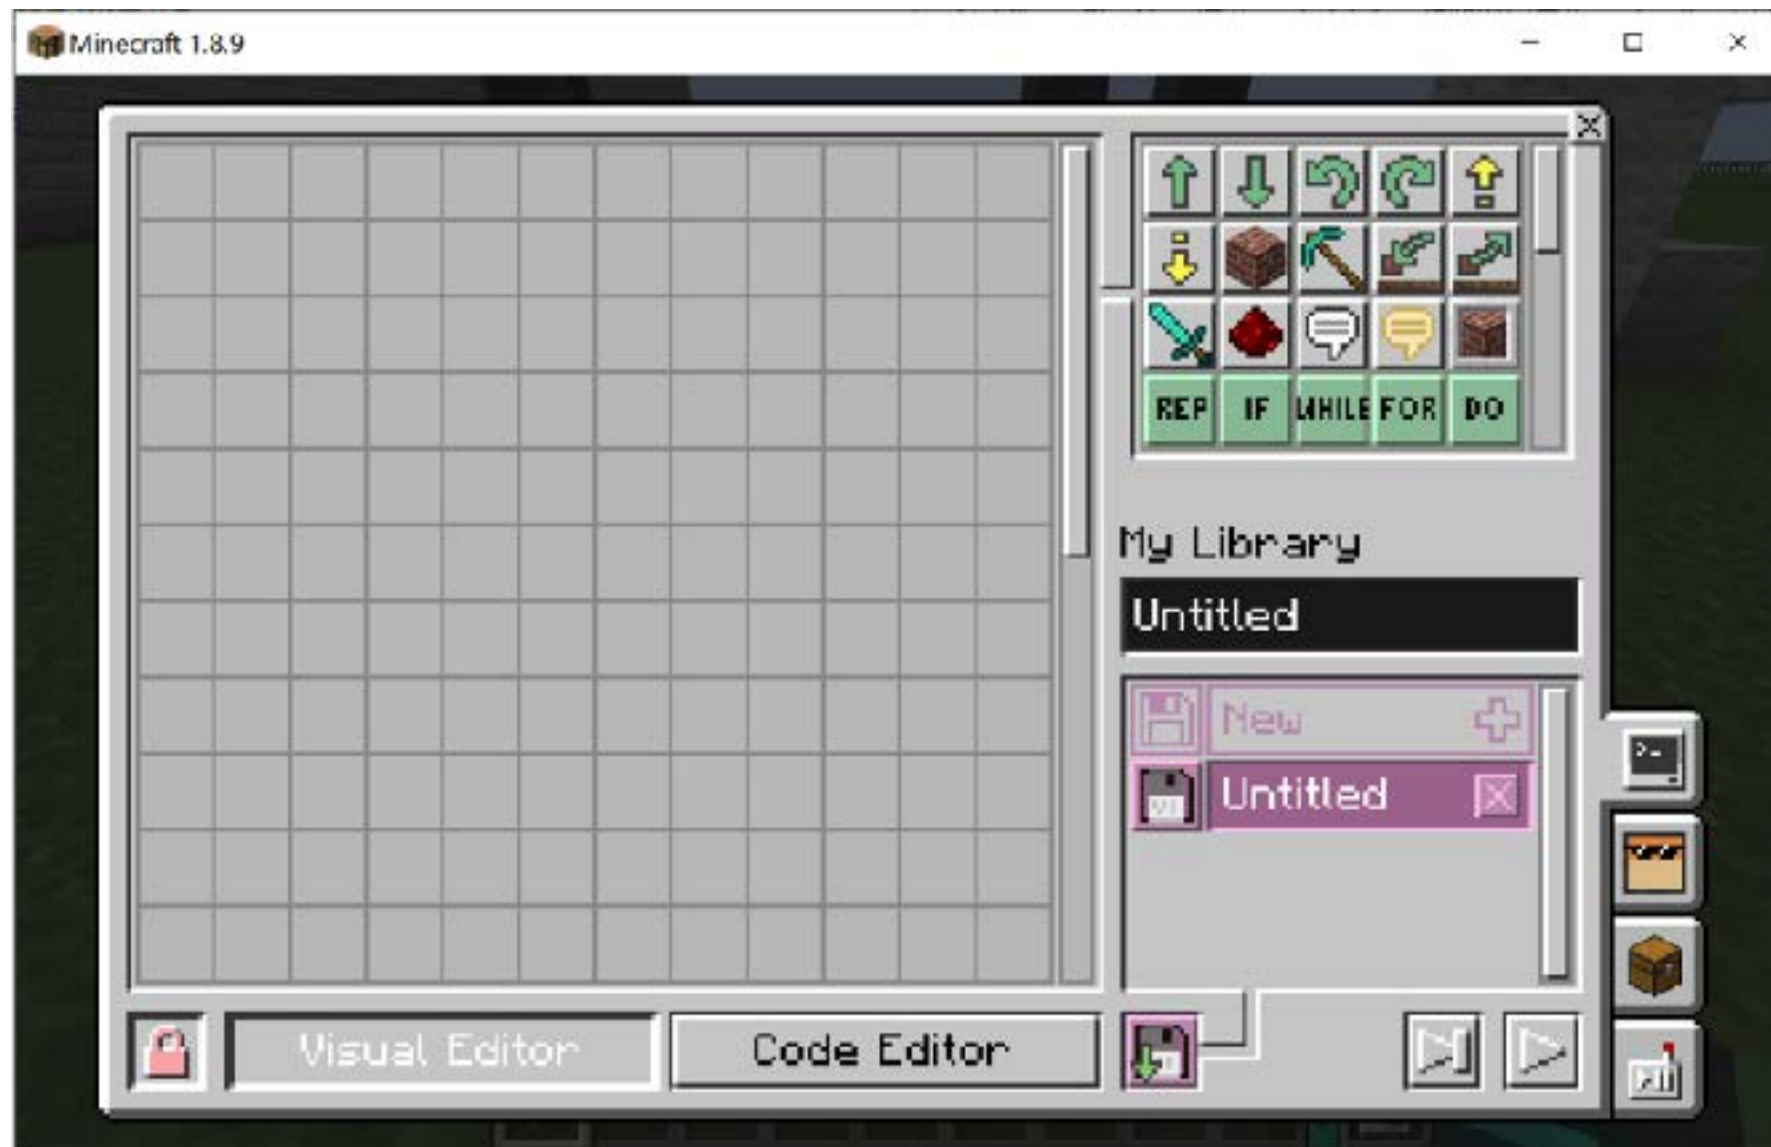 Minecraft 1.8.9
REP IF WHILE FOR DO
My Library
Untitled
New
Untitled
Visual Editor Code Editor